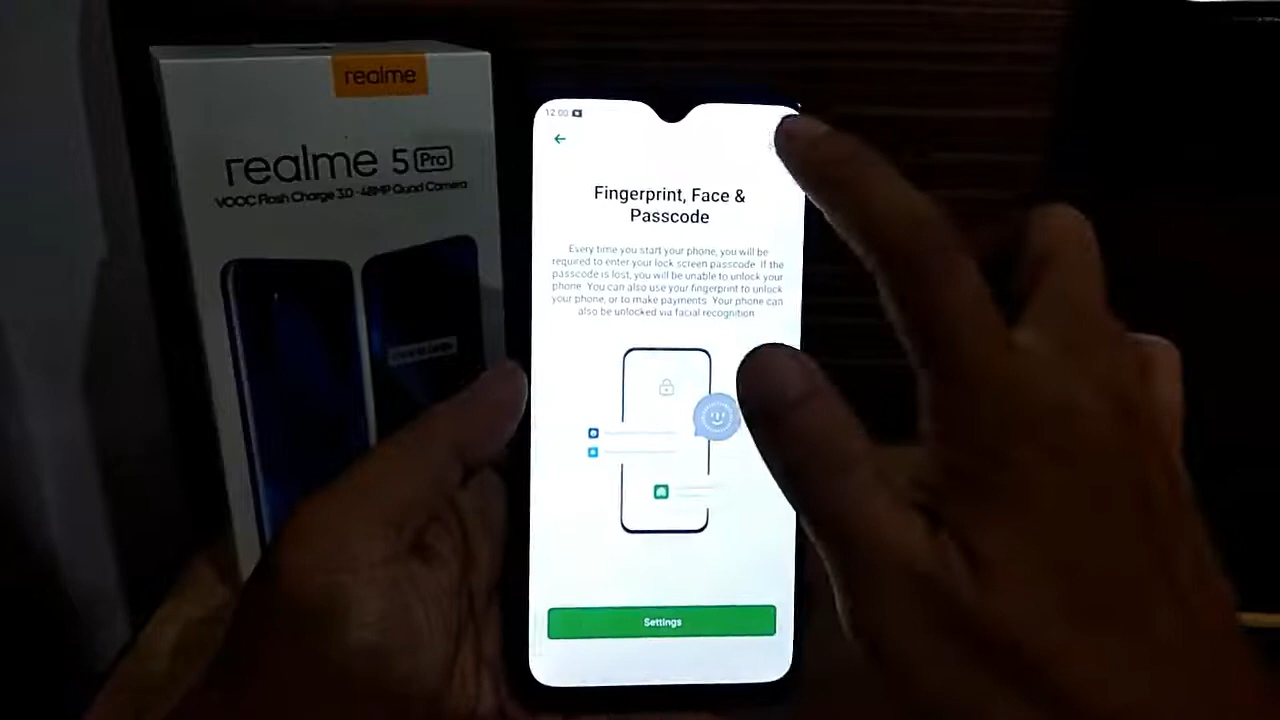 realme
realme 5 Pro
VOOC Flash Charge 3.0 · 48MP Quad Camera
12:00
Fingerprint, Face &
Passcode
Every time you start your phone, you will be
required to enter your lock screen passcode. If the
passcode is lost, you will be unable to unlock your
phone. You can also use your fingerprint to unlock
your phone, or to make payments. Your phone can
also be unlocked via facial recognition.
Settings